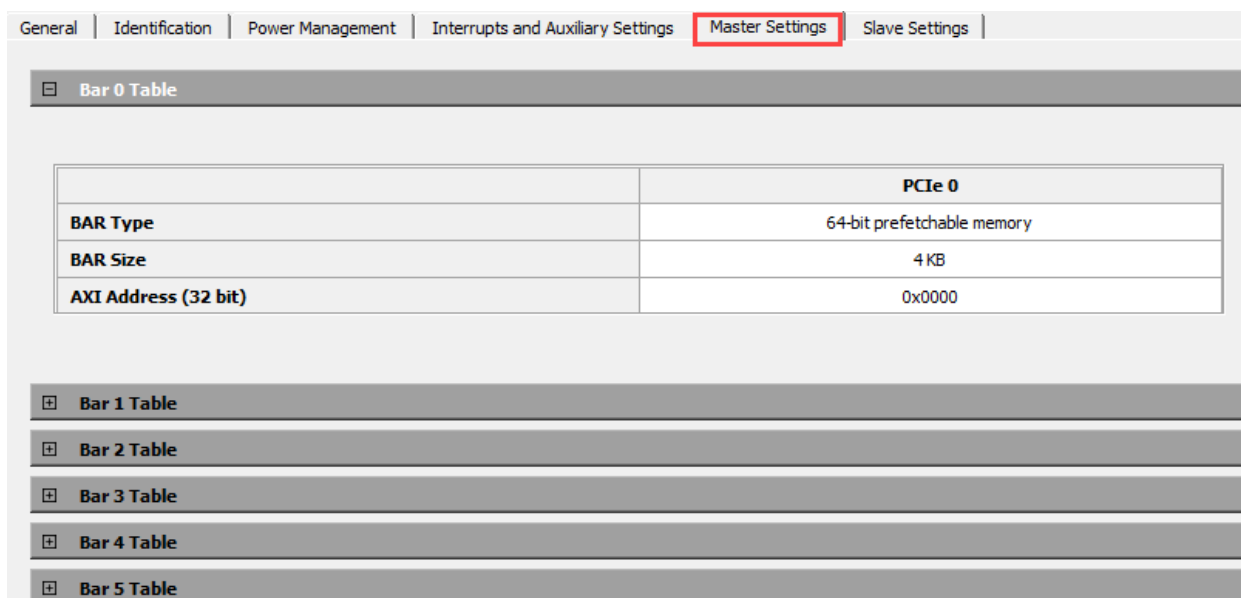 General Identification Power Management Interrupts and Auxiliary Settings Master Settings Slave Settings
Bar 0 Table
PCIe 0
BAR Type 64-bit prefetchable memory
BAR Size 4 KB
AXI Address (32 bit) 0x0000
Bar 1 Table
Bar 2 Table
Bar 3 Table
Bar 4 Table
Bar 5 Table